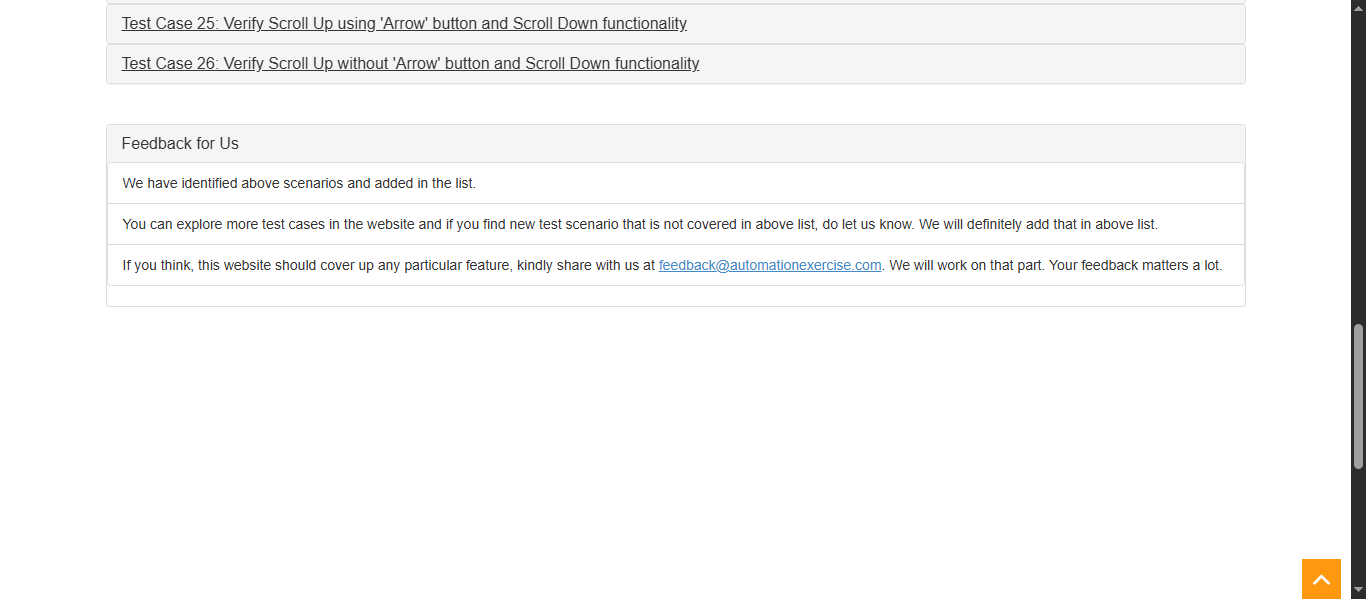 Test Case 25: Verify Scroll Up using 'Arrow' button and Scroll Down functionality
Test Case 26: Verify Scroll Up without 'Arrow' button and Scroll Down functionality
Feedback for Us
We have identified above scenarios and added in the list.
You can explore more test cases in the website and if you find new test scenario that is not covered in above list, do let us know. We will definitely add that in above list.
If you think, this website should cover up any particular feature, kindly share with us at feedback@automationexercise.com. We will work on that part. Your feedback matters a lot.